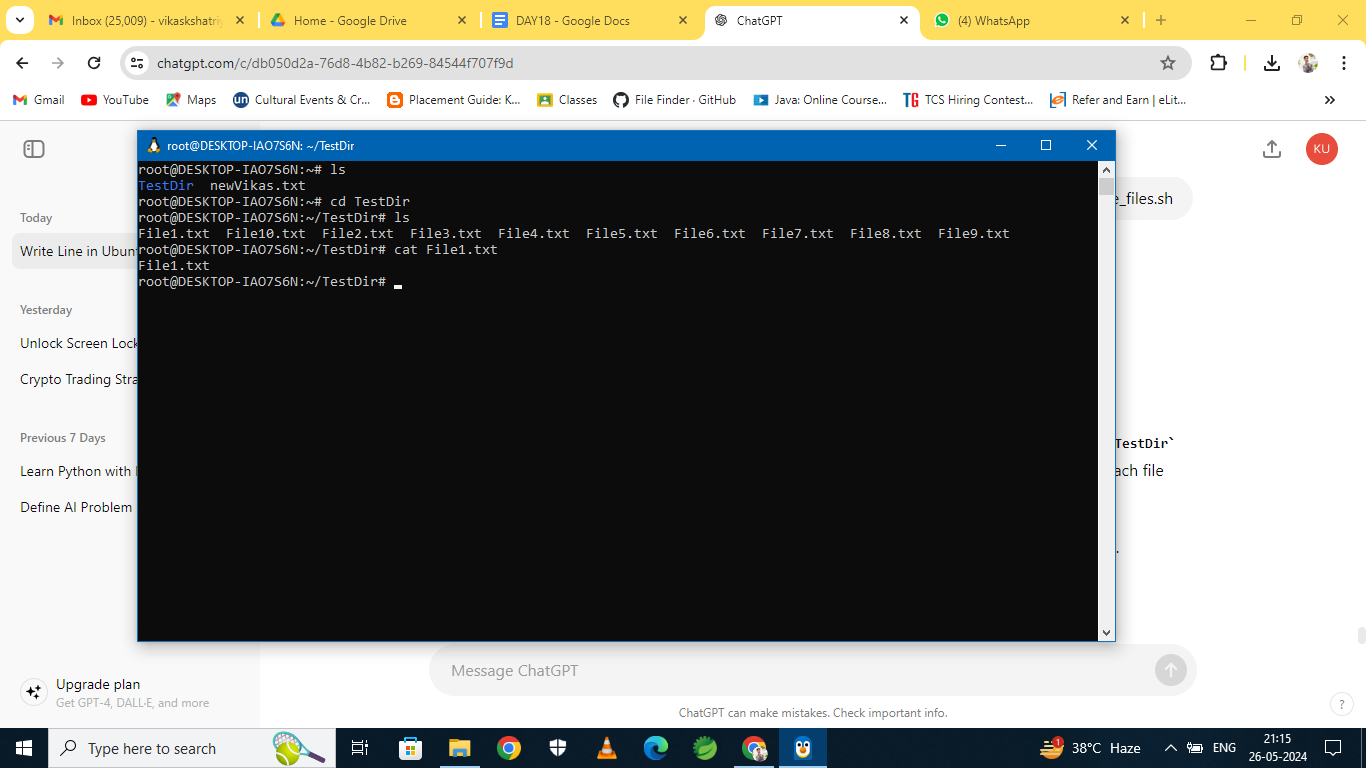 Inbox (25,009) - vikaskshatriy
Home - Google Drive
DAY18 - Google Docs
ChatGPT
(4) WhatsApp
chatgpt.com/c/db050d2a-76d8-4b82-b269-84544f707f9d
Gmail
YouTube
Maps
un Cultural Events & Cr...
Placement Guide: K...
Classes
File Finder · GitHub
Java: Online Course...
TG TCS Hiring Contest...
Refer and Earn | eLit...
root@DESKTOP-IAO7S6N: ~/TestDir
KU
root@DESKTOP-IAO7S6N:~# ls
TestDir newVikas.txt
root@DESKTOP-IAO7S6N:~# cd TestDir
root@DESKTOP-IAO7S6N:~/TestDir# ls
File1.txt File10.txt File2.txt File3.txt File4.txt File5.txt File6.txt File7.txt File8.txt File9.txt
root@DESKTOP-IAO7S6N:~/TestDir# cat File1.txt
File1.txt
root@DESKTOP-IAO7S6N:~/TestDir#
Today
Write Line in Ubunt
Yesterday
Unlock Screen Lock
Crypto Trading Stra
Previous 7 Days
Learn Python with
Define AI Problem
Upgrade plan
Get GPT-4, DALL·E, and more
e_files.sh
TestDir`
ach file
.
Message ChatGPT
ChatGPT can make mistakes. Check important info.
?
Type here to search
38°C Haze
ENG
21:15
26-05-2024